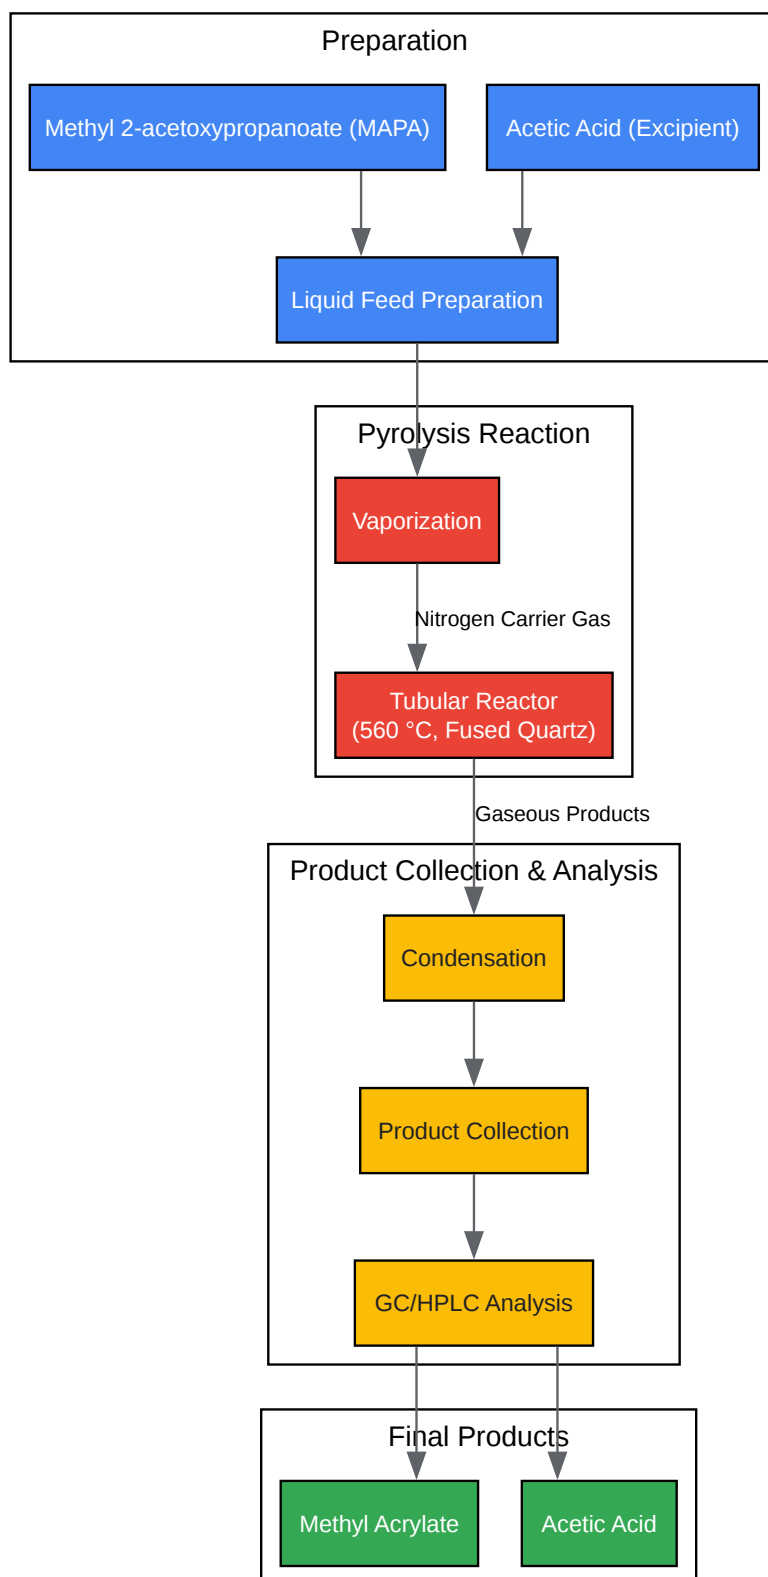 Preparation
Methyl 2-acetoxypropanoate (MAPA)
Acetic Acid (Excipient)
Liquid Feed Preparation
Pyrolysis Reaction
Vaporization
Nitrogen Carrier Gas
Tubular Reactor
(560 °C, Fused Quartz)
Gaseous Products
Product Collection & Analysis
Condensation
Product Collection
GC/HPLC Analysis
Final Products
Methyl Acrylate
Acetic Acid